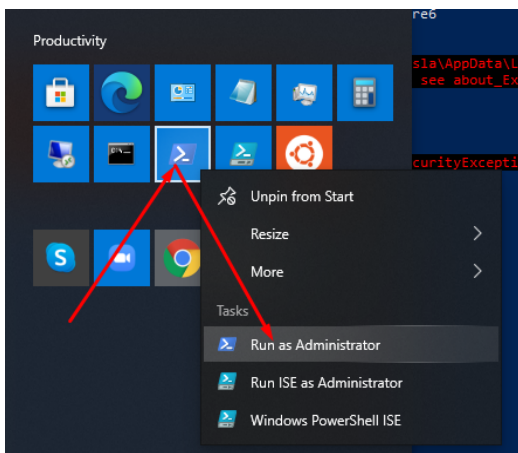 re6
Productivity
sla\AppData\L
see about_Ex
curityExcepti
Unpin from Start
Resize
More
Tasks
Run as Administrator
Run ISE as Administrator
Windows PowerShell ISE